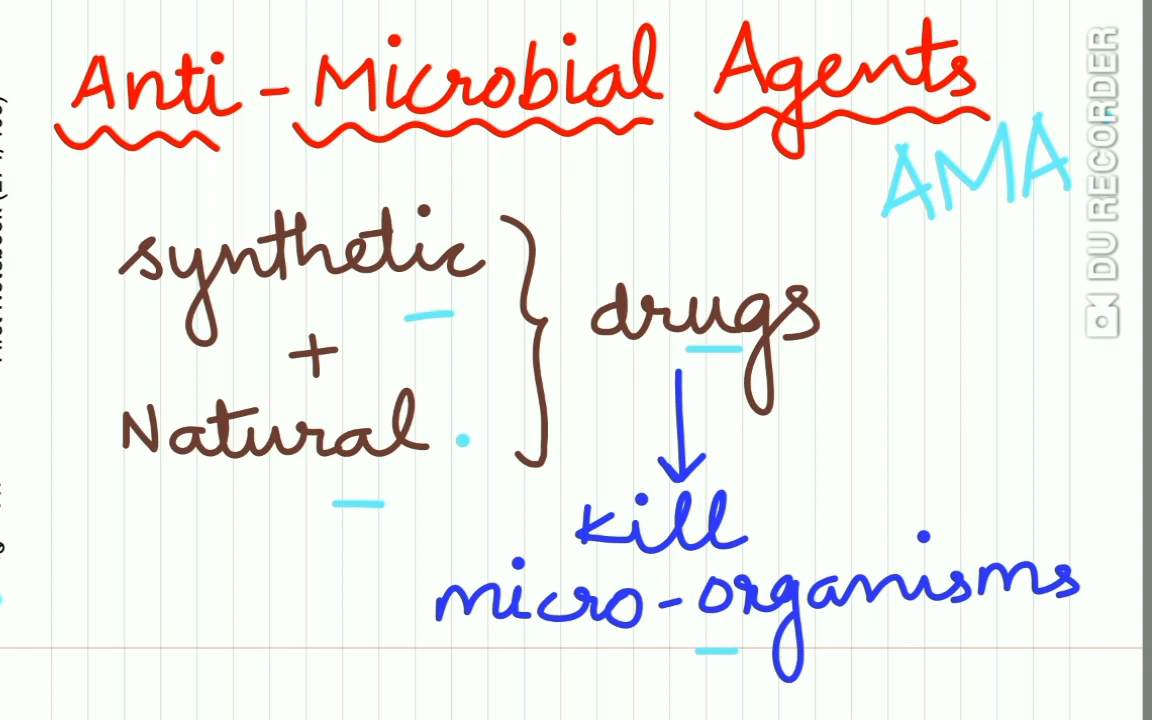 Anti-Microbial Agents
AMA
synthetic
+
Natural.
drugs
kill
micro-organisms
DU RECORDER